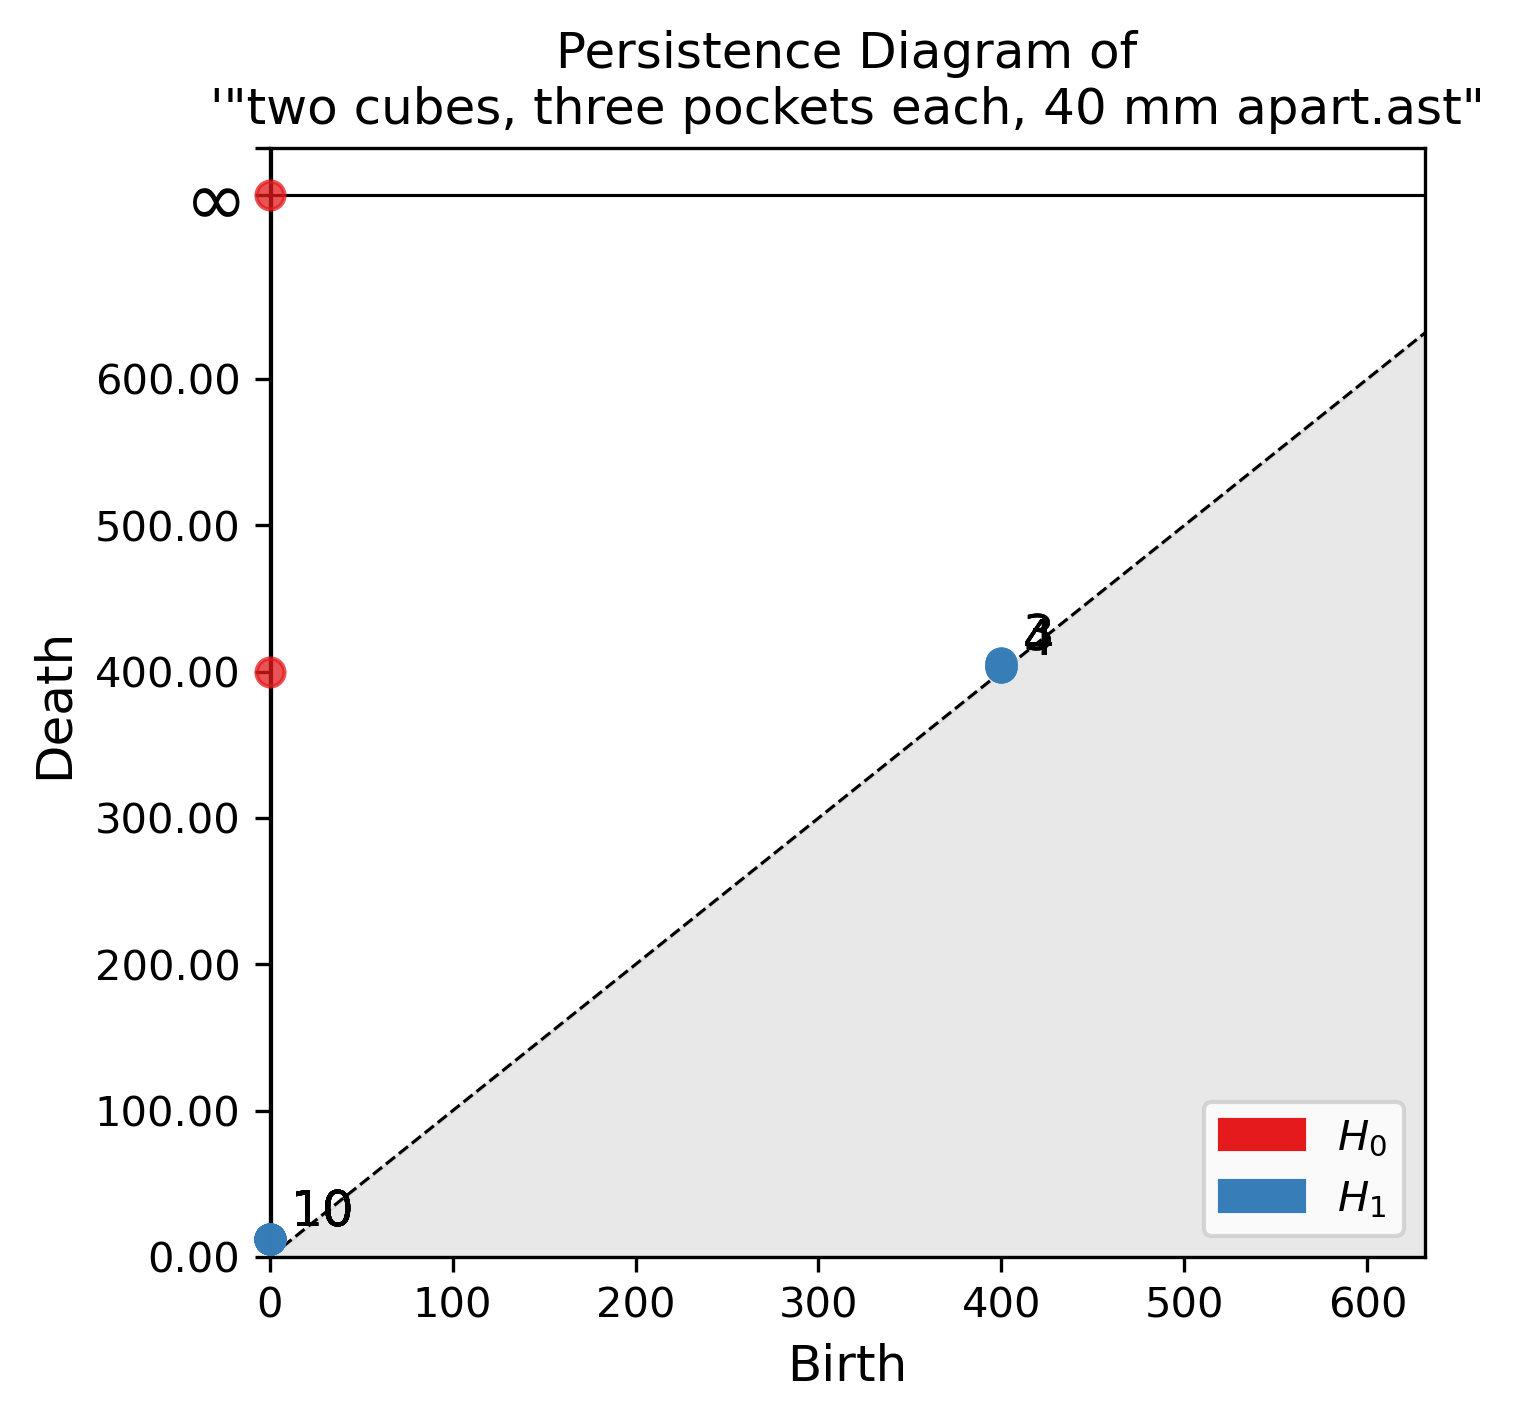 Persistence Diagram of
'"two cubes, three pockets each, 40 mm apart.ast"
∞
600.00
500.00
400.00
300.00
200.00
100.00
0.00
Death
4
10
H₀
H₁
0 100 200 300 400 500 600
Birth